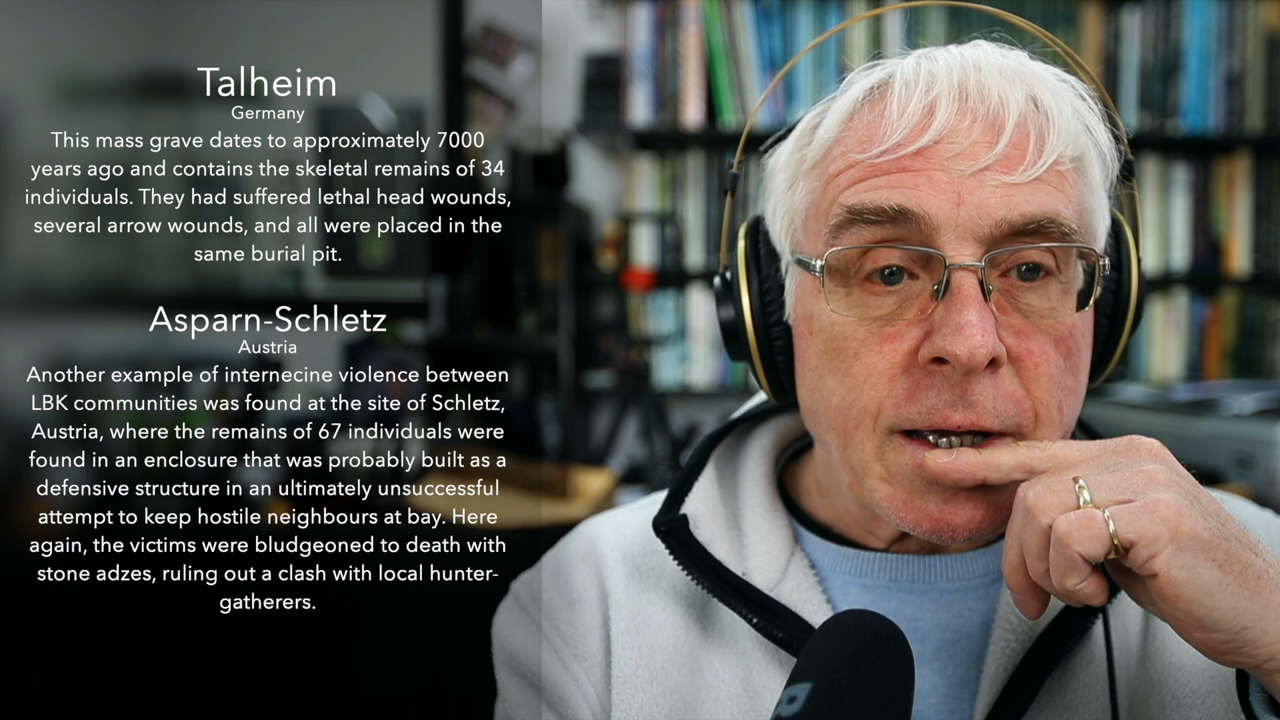 Talheim
Germany
This mass grave dates to approximately 7000
years ago and contains the skeletal remains of 34
individuals. They had suffered lethal head wounds,
several arrow wounds, and all were placed in the
same burial pit.
Asparn-Schletz
Austria
Another example of internecine violence between
LBK communities was found at the site of Schletz,
Austria, where the remains of 67 individuals were
found in an enclosure that was probably built as a
defensive structure in an ultimately unsuccessful
attempt to keep hostile neighbours at bay. Here
again, the victims were bludgeoned to death with
stone adzes, ruling out a clash with local hunter-
gatherers.